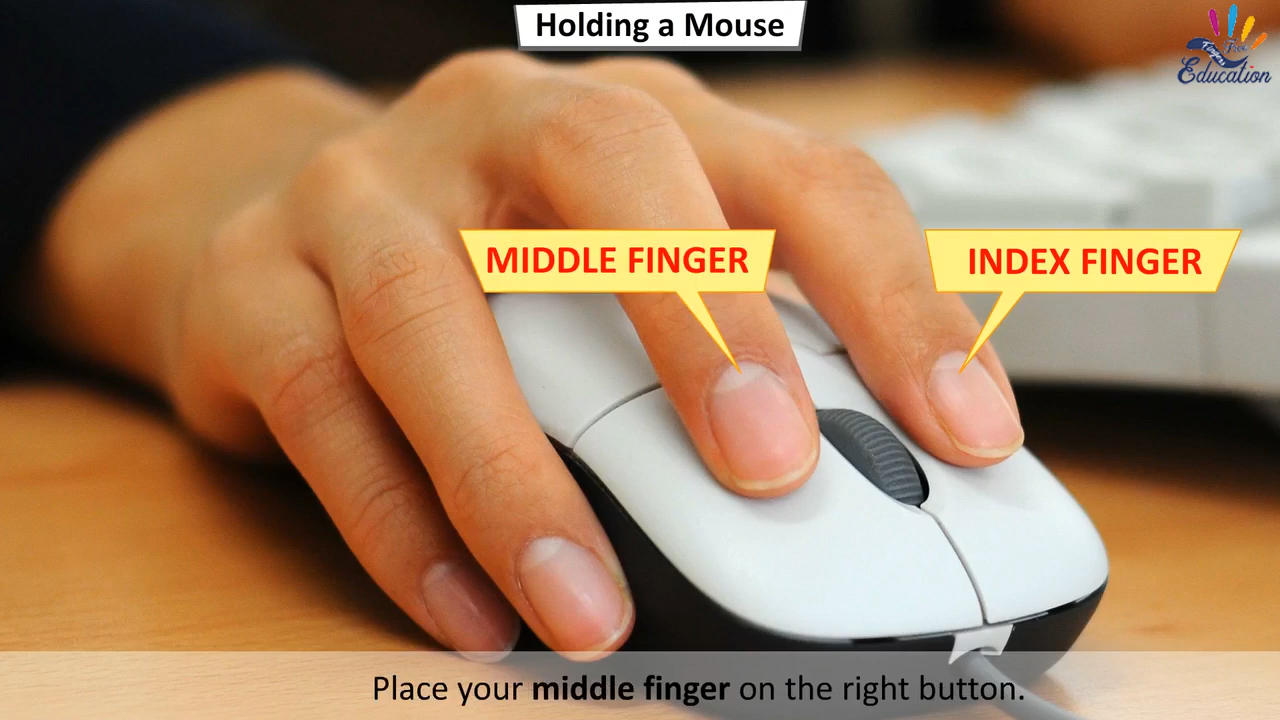 Holding a Mouse
Education
MIDDLE FINGER
INDEX FINGER
Place your middle finger on the right button.